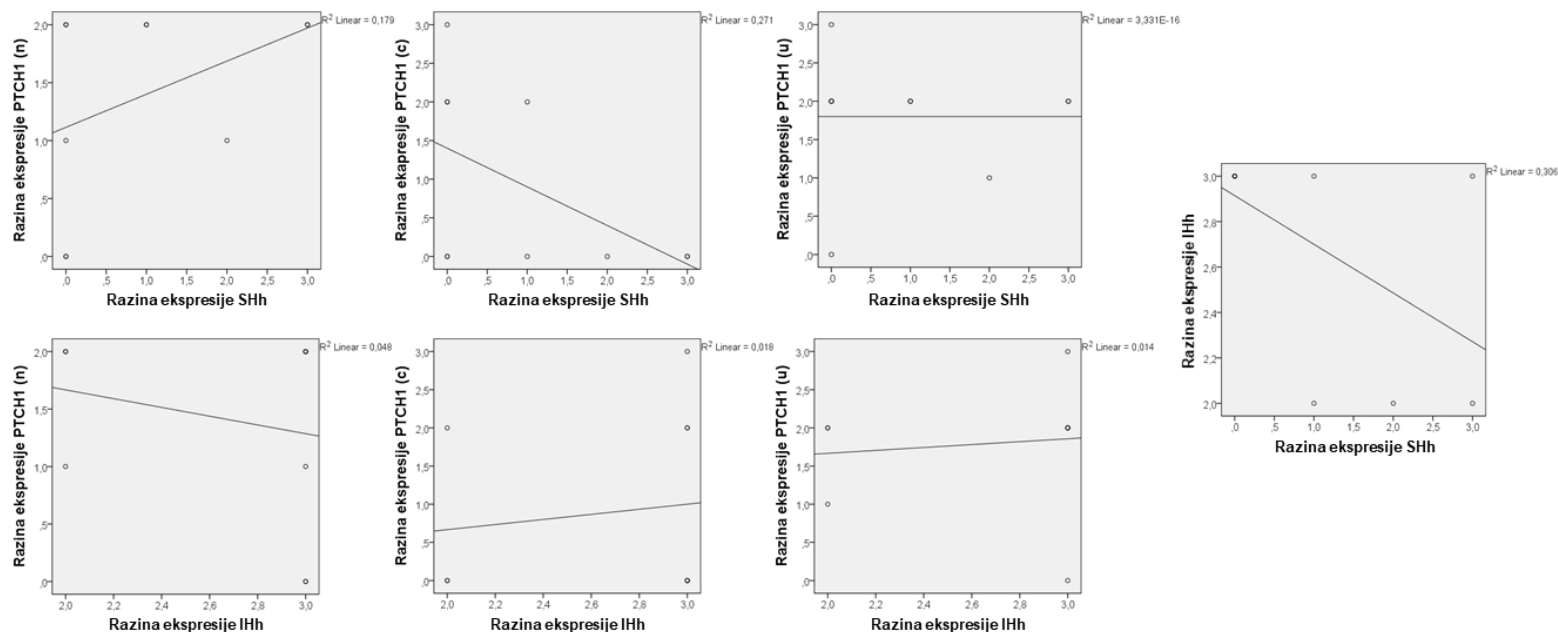 R² Linear = 0,179
Razina ekspresije PTCH1 (n)
2,0
1,5
1,0
,5
,0
,0 ,5 1,0 1,5 2,0 2,5 3,0
Razina ekspresije SHh
R² Linear = 0,271
Razina ekapresije PTCH1 (c)
3,0
2,5
2,0
1,5
1,0
,5
,0
,0 ,5 1,0 1,5 2,0 2,5 3,0
Razina ekspresije SHh
R² Linear = 3,331E-16
Razina ekspresije PTCH1 (u)
3,0
2,5
2,0
1,5
1,0
,5
,0
,0 ,5 1,0 1,5 2,0 2,5 3,0
Razina ekspresije SHh
R² Linear = 0,306
Razina ekspresije IHh
3,0
2,8
2,6
2,4
2,2
2,0
,0 ,5 1,0 1,5 2,0 2,5 3,0
Razina ekspresije SHh
R² Linear = 0,048
Razina ekspresije PTCH1 (n)
2,0
1,5
1,0
,5
,0
2,0 2,2 2,4 2,6 2,8 3,0
Razina ekspresije IHh
R² Linear = 0,018
Razina ekspresije PTCH1 (c)
3,0
2,5
2,0
1,5
1,0
,5
,0
2,0 2,2 2,4 2,6 2,8 3,0
Razina ekspresije IHh
R² Linear = 0,014
Razina ekspresije PTCH1 (u)
3,0
2,5
2,0
1,5
1,0
,5
,0
2,0 2,2 2,4 2,6 2,8 3,0
Razina ekspresije IHh